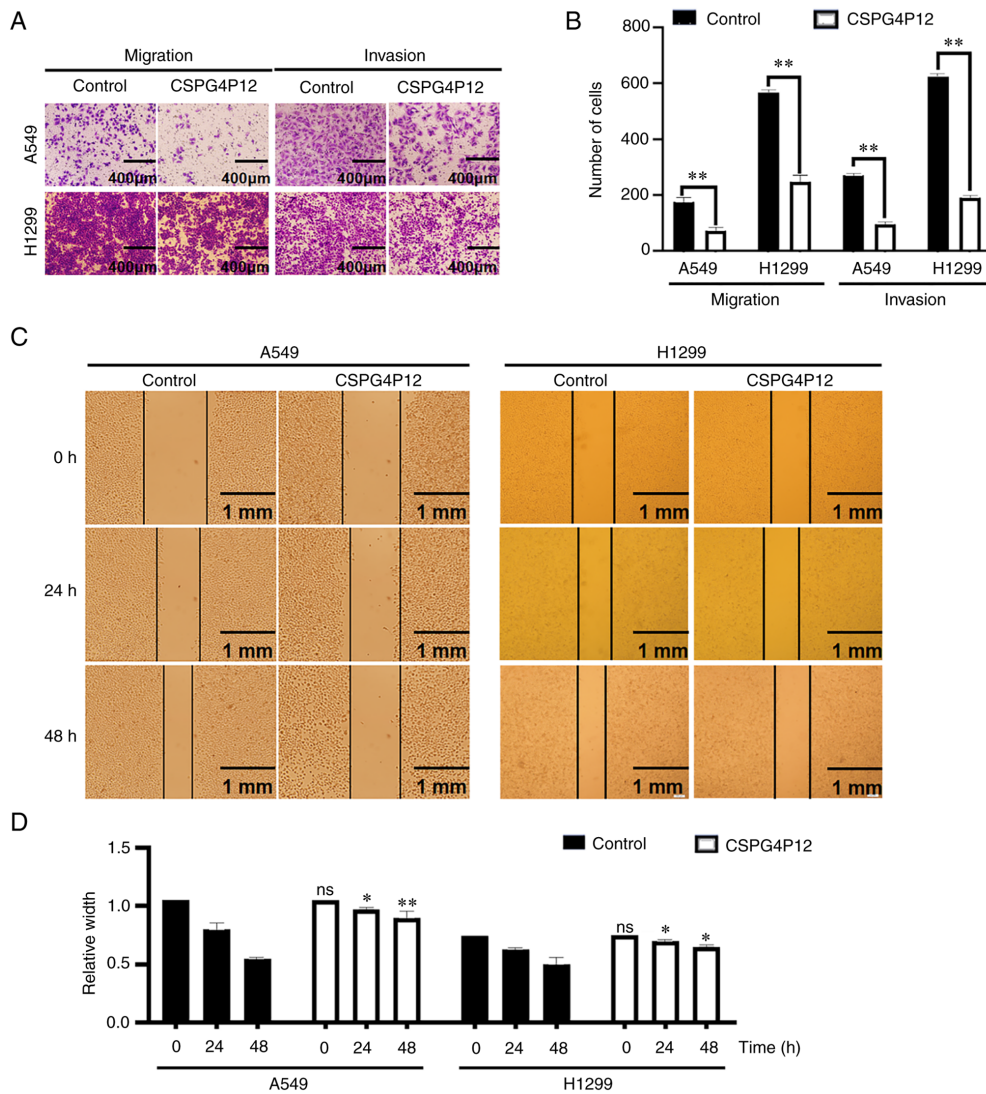 A
Migration
Invasion
Control
CSPG4P12
Control
CSPG4P12
A549
400μm
400μm
400μm
400μm
H1299
400μm
400μm
400μm
400μm
B
Control
CSPG4P12
Number of cells
800
600
400
200
0
**
**
**
**
A549
H1299
A549
H1299
Migration
Invasion
C
A549
H1299
Control
CSPG4P12
Control
CSPG4P12
0 h
1 mm
1 mm
1 mm
1 mm
24 h
1 mm
1 mm
1 mm
1 mm
48 h
1 mm
1 mm
1 mm
1 mm
D
Control
CSPG4P12
Relative width
1.5
1.0
0.5
0.0
ns
*
**
ns
*
*
0 24 48 0 24 48 0 24 48 0 24 48 Time (h)
A549
H1299